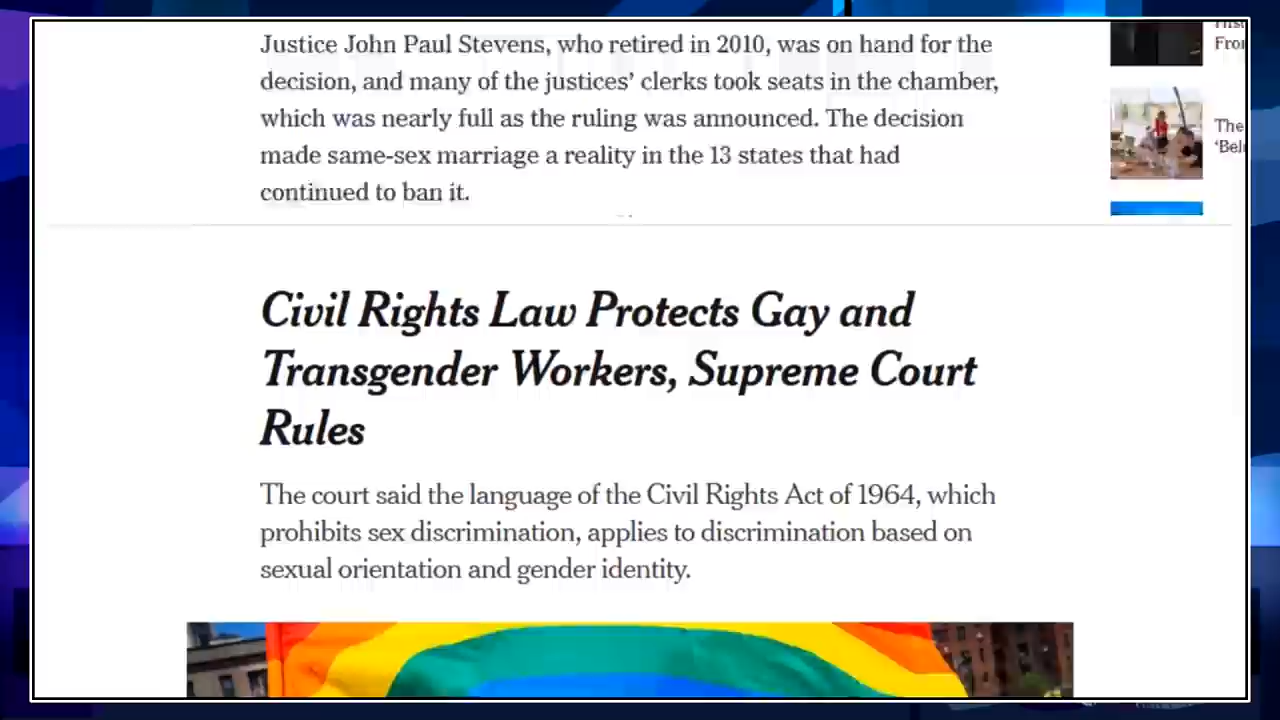 Justice John Paul Stevens, who retired in 2010, was on hand for the
decision, and many of the justices’ clerks took seats in the chamber,
which was nearly full as the ruling was announced. The decision
made same-sex marriage a reality in the 13 states that had
continued to ban it.
The
Civil Rights Law Protects Gay and
Transgender Workers, Supreme Court
Rules
The court said the language of the Civil Rights Act of 1964, which
prohibits sex discrimination, applies to discrimination based on
sexual orientation and gender identity.